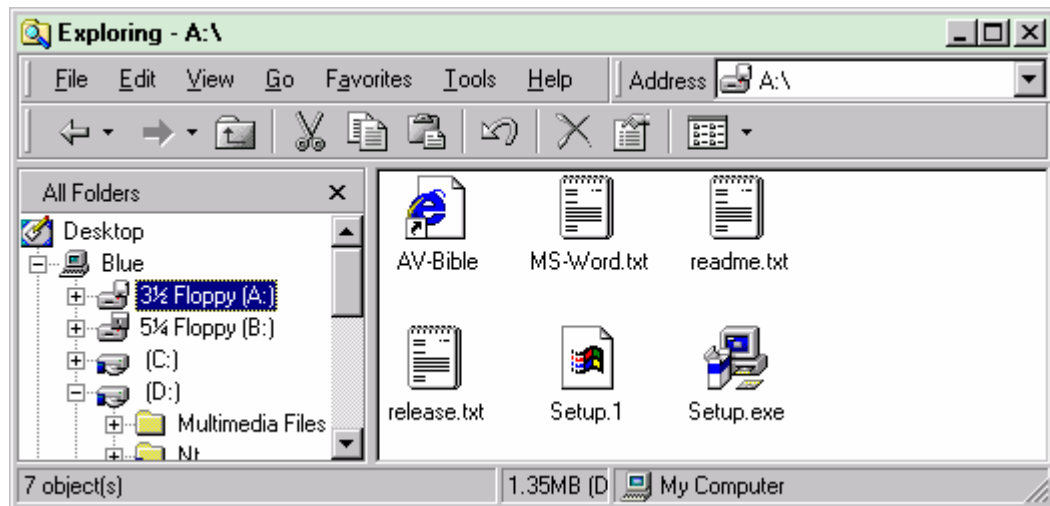 Exploring - A:\
File Edit View Go Favorites Tools Help Address A:\
All Folders
Desktop
Blue
3½ Floppy (A:)
5¼ Floppy (B:)
(C:)
(D:)
Multimedia Files
Nt
AV-Bible MS-Word.txt readme.txt
release.txt Setup.1 Setup.exe
7 object(s) 1.35MB (D My Computer